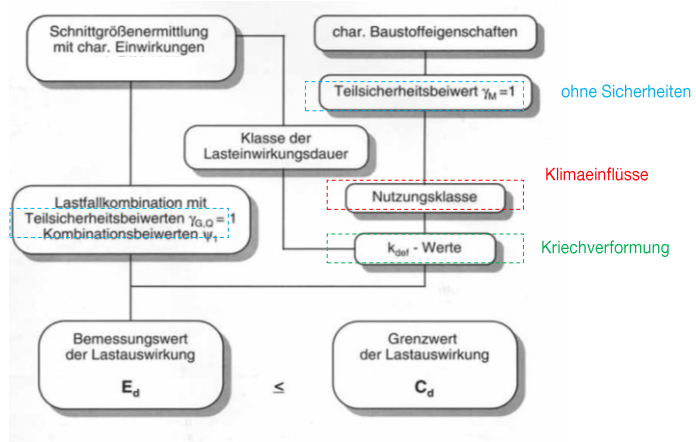 Schnittgrößenermittlung
mit char. Einwirkungen
char. Baustoffeigenschaften
Teilsicherheitsbeiwert γM =1
ohne Sicherheiten
Klasse der
Lasteinwirkungsdauer
Klimaeinflüsse
Nutzungsklasse
Lastfallkombination mit
Teilsicherheitsbeiwerten γG,Q = 1
Kombinationsbeiwerten ψ1
kdef - Werte
Kriechverformung
Bemessungswert
der Lastauswirkung
Ed
≤
Grenzwert
der Lastauswirkung
Cd